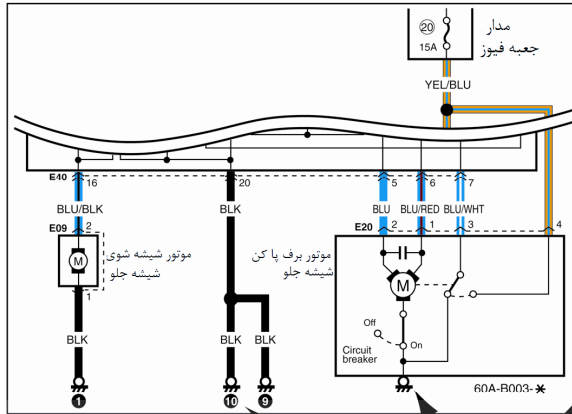 مدار
جعبه فیوز
20
15A
YEL/BLU
E40
16
20
5
6
7
BLU/BLK
BLK
BLU
BLU/RED
BLU/WHT
E09
2
E20
2
1
3
4
M
موتور شیشه شوی
شیشه جلو
موتور برف پا کن
شیشه جلو
M
1
Off
On
Circuit
breaker
BLK
BLK
BLK
60A-B003-
1
10
9